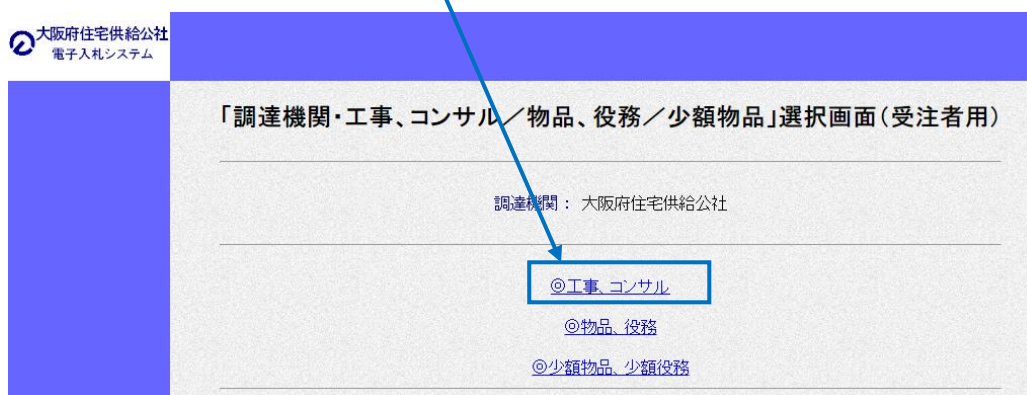 大阪府住宅供給公社
電子入札システム
「調達機関・工事、コンサル／物品、役務／少額物品」選択画面（受注者用）
調達機関： 大阪府住宅供給公社
◎工事、コンサル
◎物品、役務
◎少額物品、少額役務